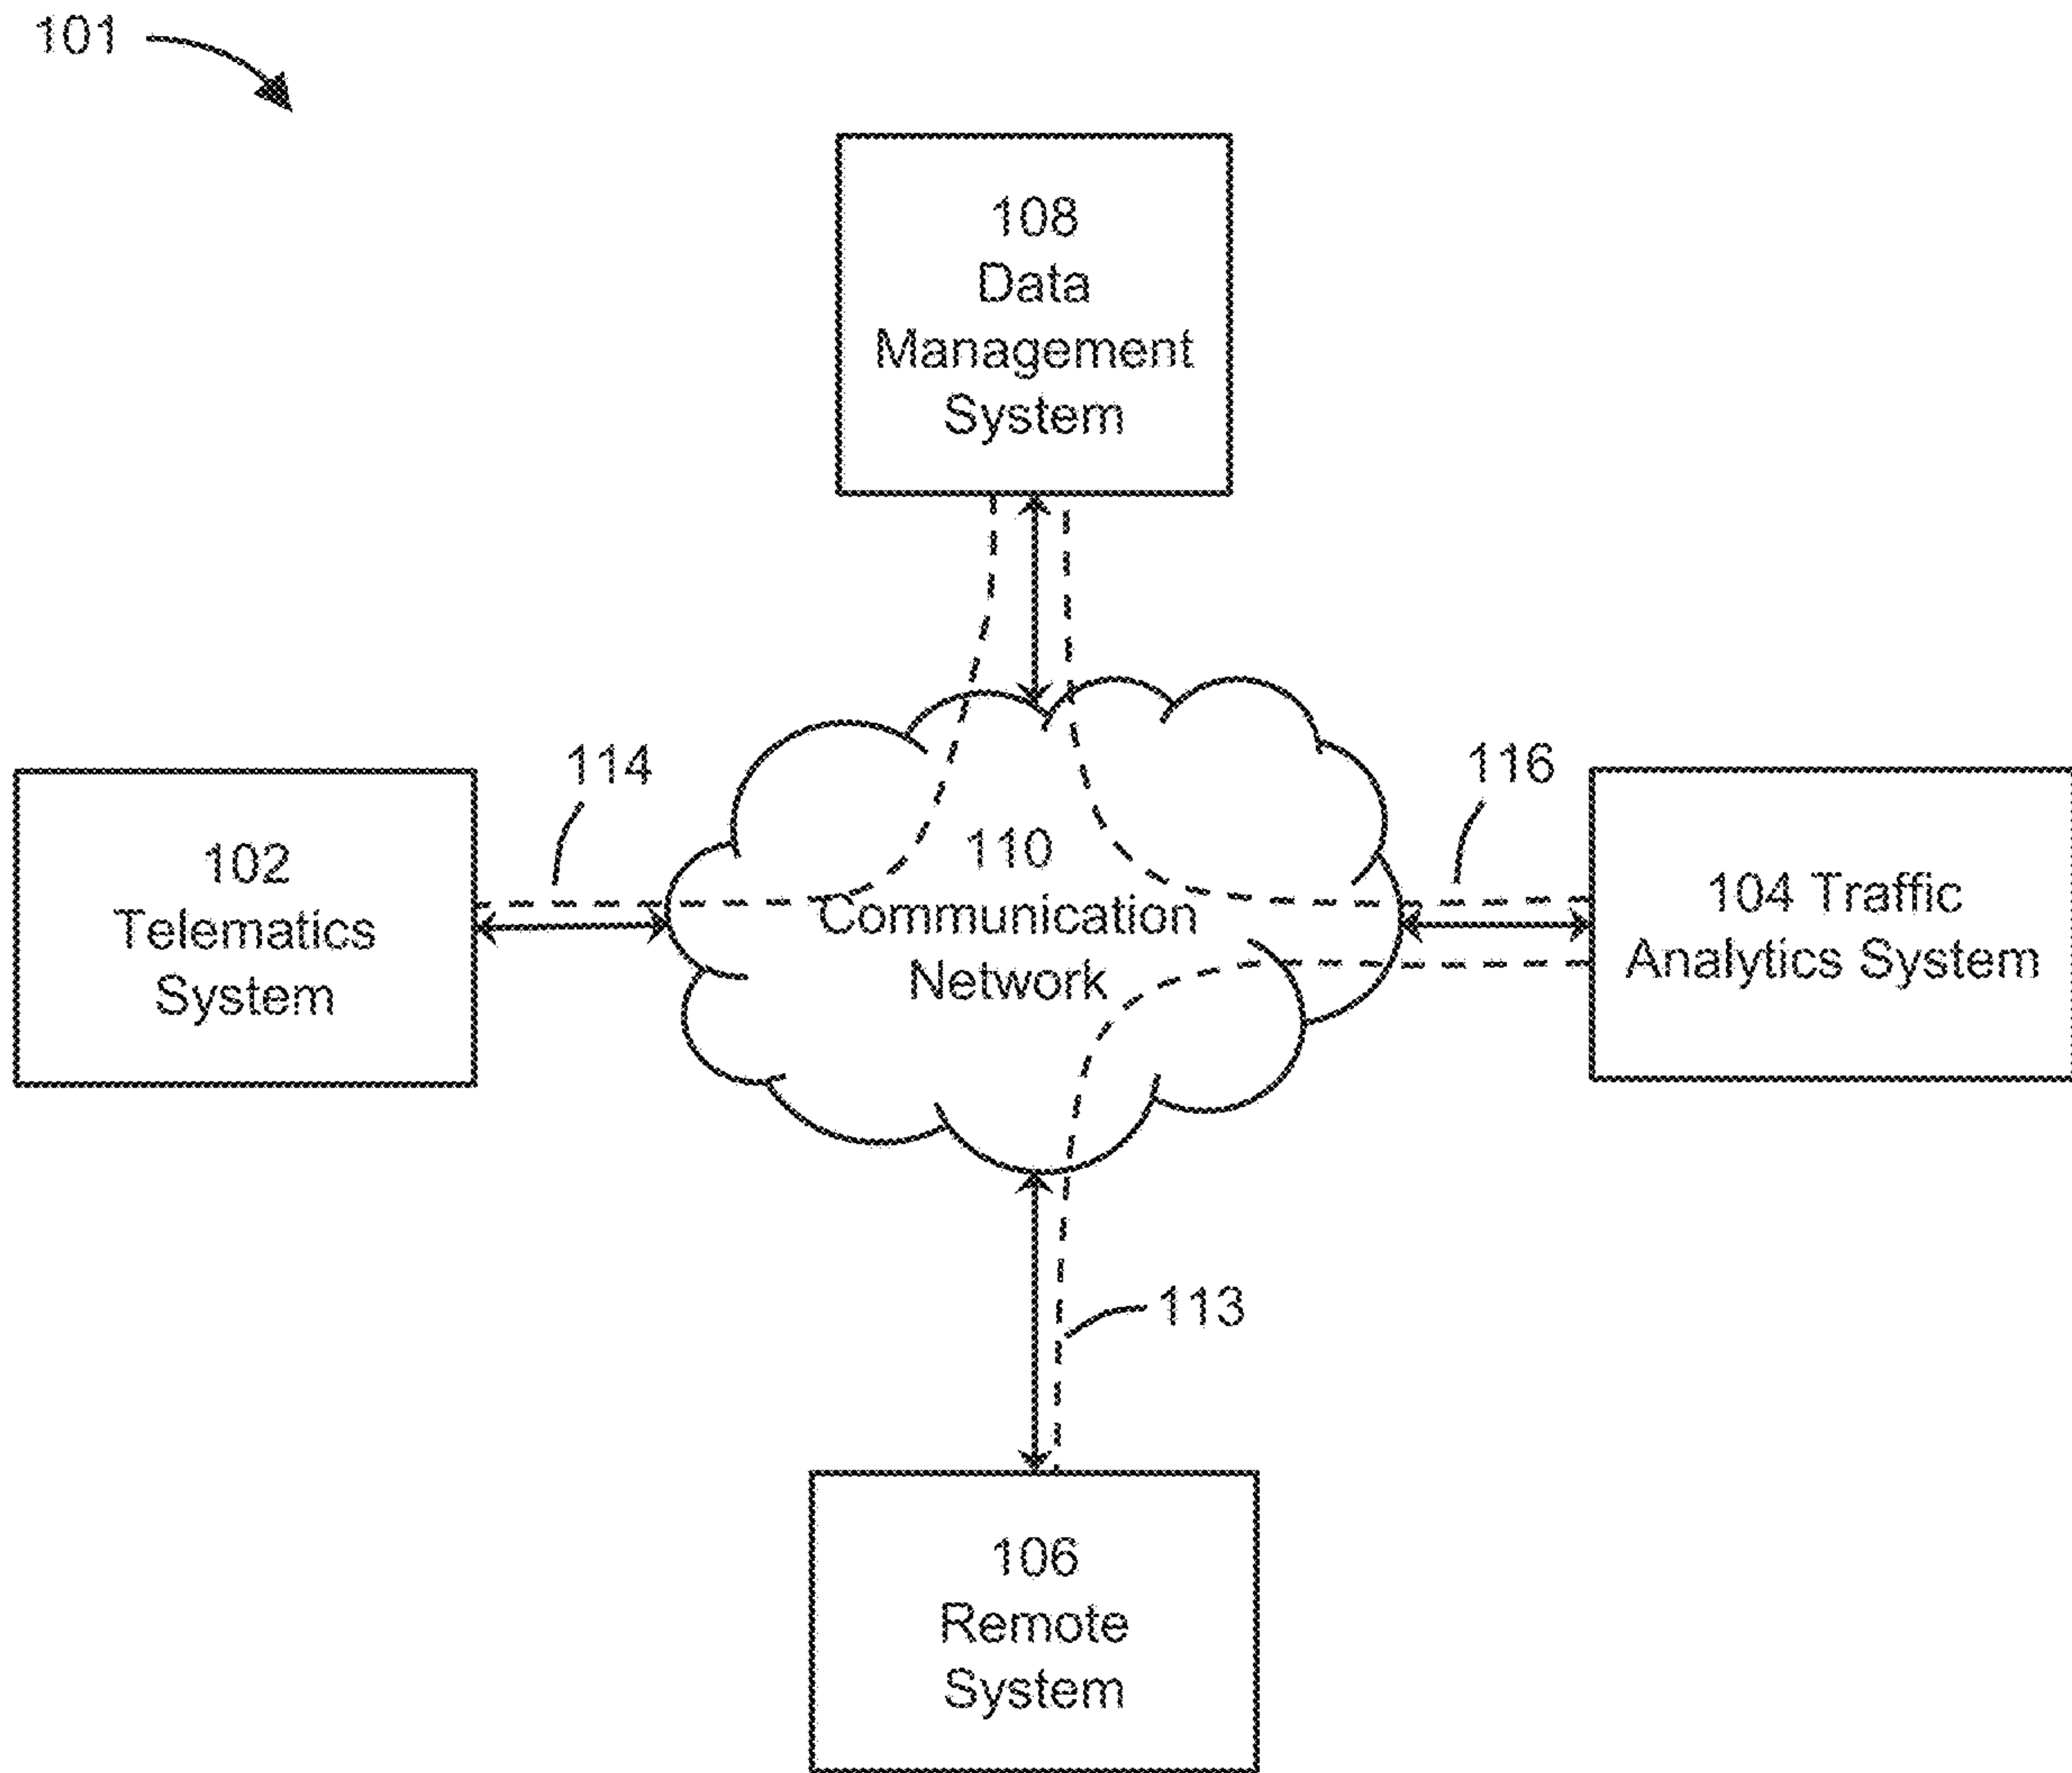 101
108
Data
Management
System
114
116
102
Telematics
System
110
Communication
Network
104 Traffic
Analytics System
113
106
Remote
System